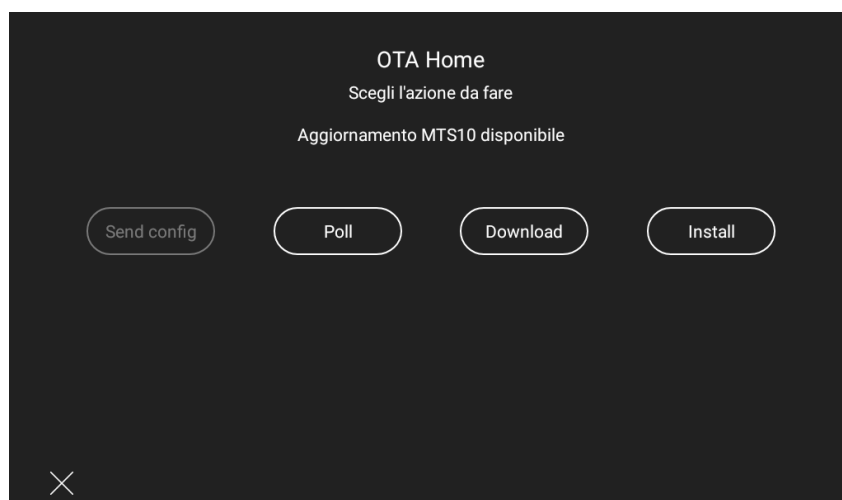 OTA Home
Scegli l'azione da fare
Aggiornamento MTS10 disponibile
Send config
Poll
Download
Install